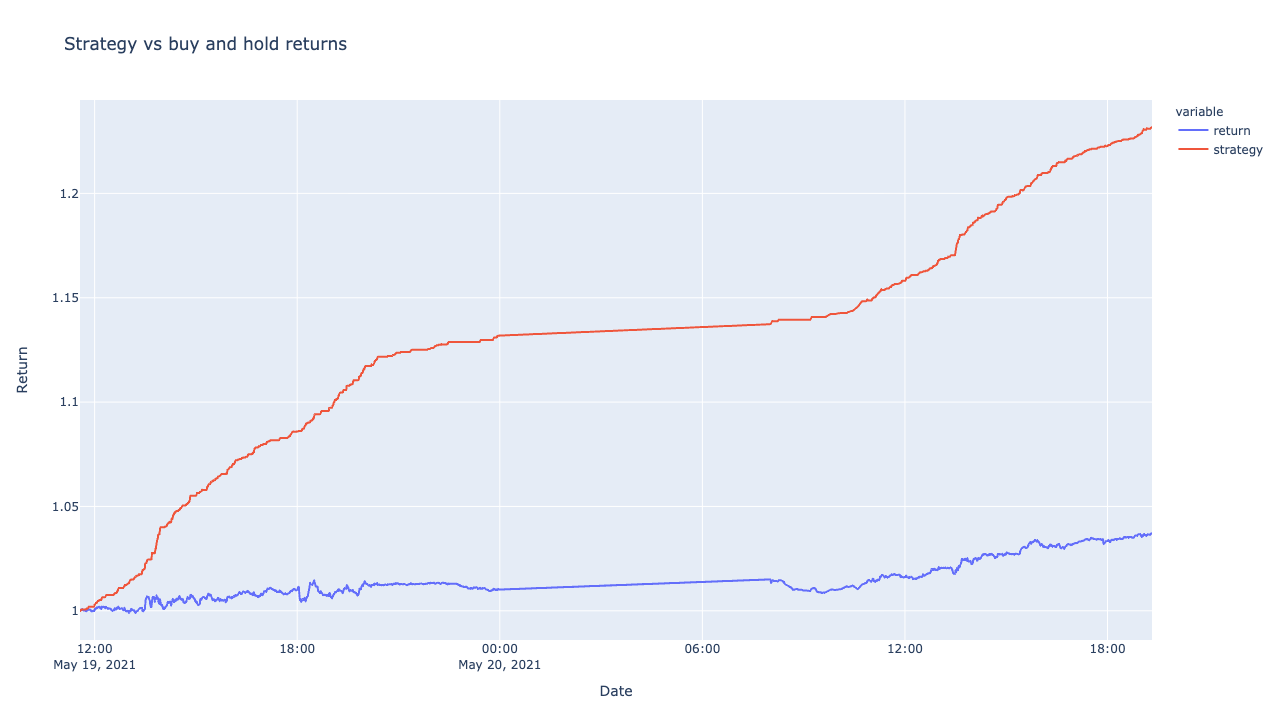 Strategy vs buy and hold returns
variable
return
strategy
Return
1.2
1.15
1.1
1.05
1
12:00
May 19, 2021
18:00
00:00
May 20, 2021
06:00
12:00
18:00
Date